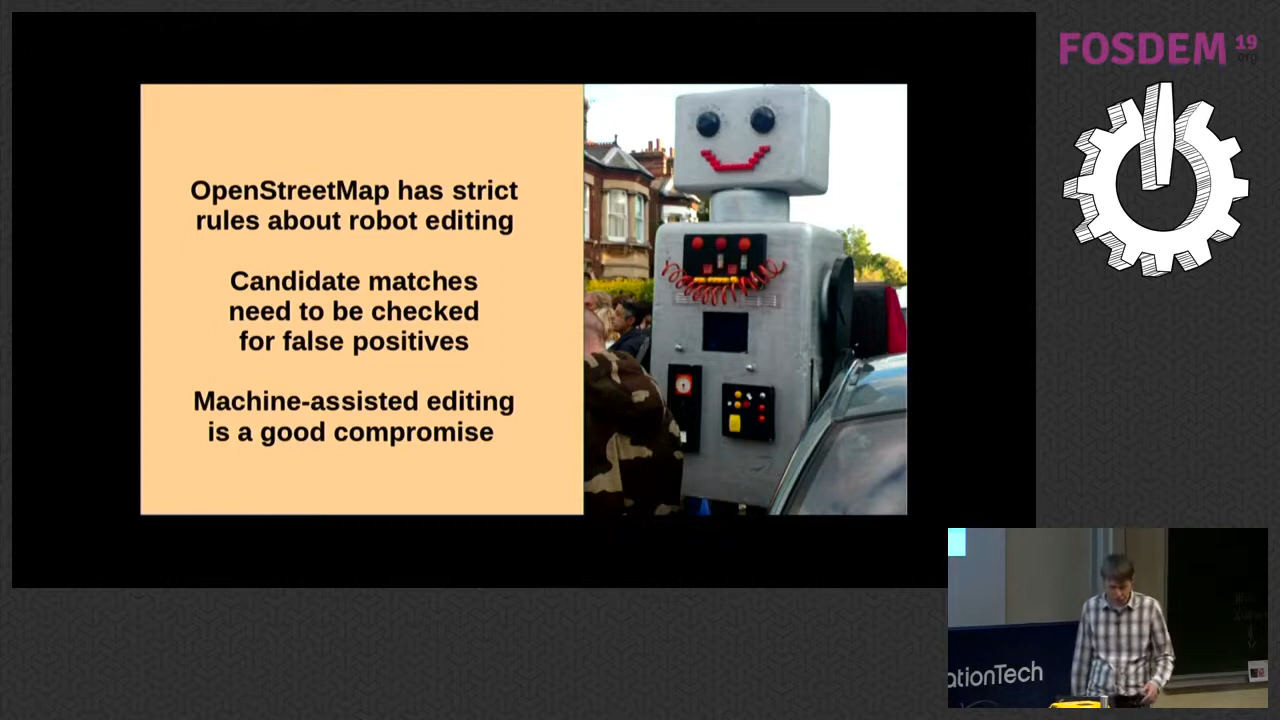 OpenStreetMap has strict
rules about robot editing
Candidate matches
need to be checked
for false positives
Machine-assisted editing
is a good compromise
FOSDEM 19
.org
ationTech